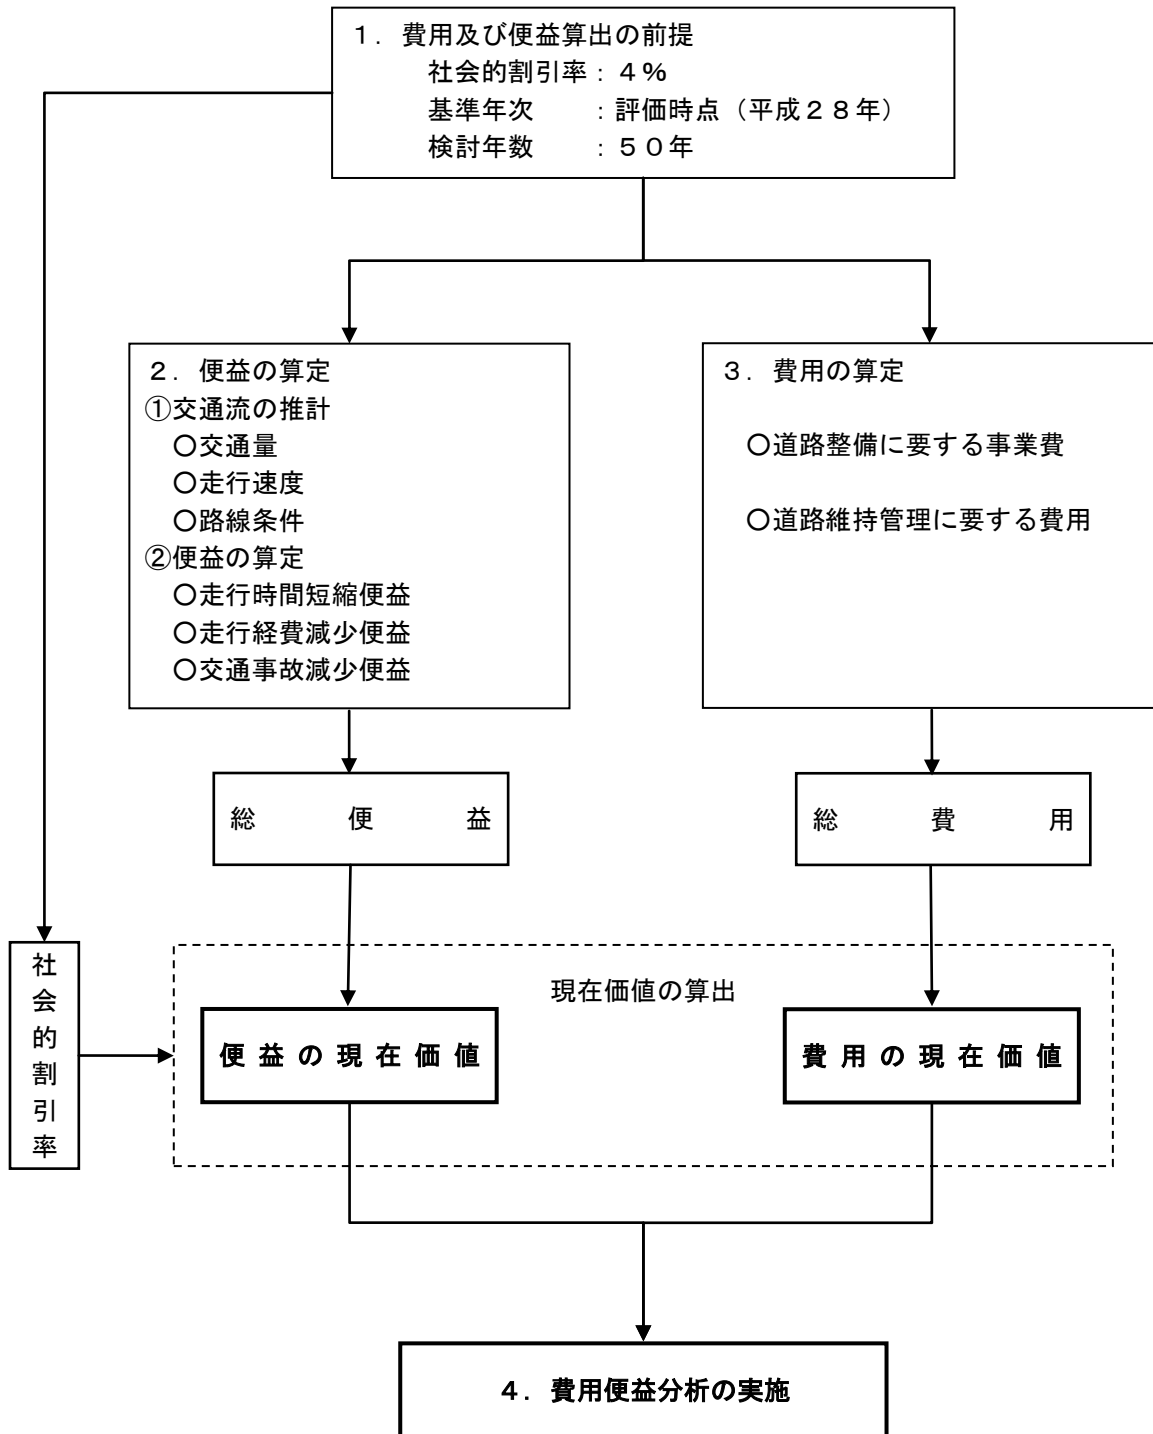 １．費用及び便益算出の前提
社会的割引率：４％
基準年次　　：評価時点（平成２８年）
検討年数　　：５０年
２．便益の算定
①交通流の推計
○交通量
○走行速度
○路線条件
②便益の算定
○走行時間短縮便益
○走行経費減少便益
○交通事故減少便益
３．費用の算定
○道路整備に要する事業費
○道路維持管理に要する費用
総　便　益
総　費　用
社会的割引率
現在価値の算出
便益の現在価値
費用の現在価値
４．費用便益分析の実施